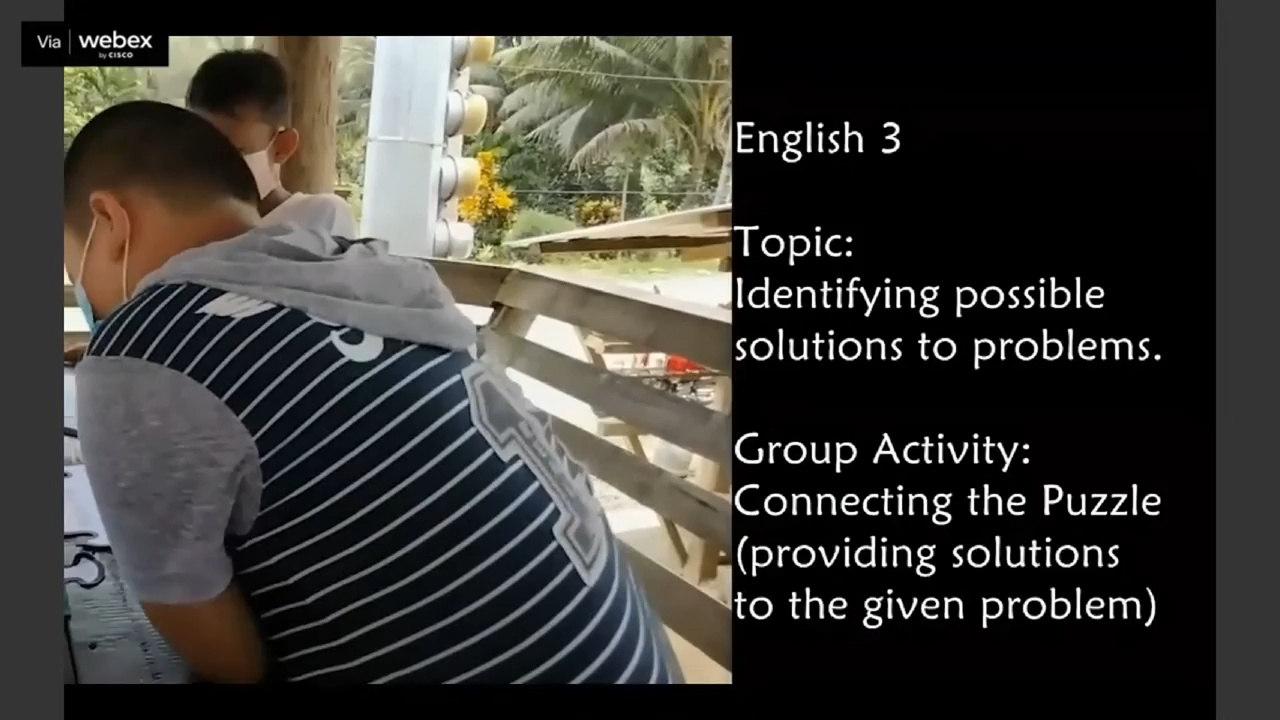 Via webex
by CISCO
English 3
Topic:
Identifying possible
solutions to problems.
Group Activity:
Connecting the Puzzle
(providing solutions
to the given problem)